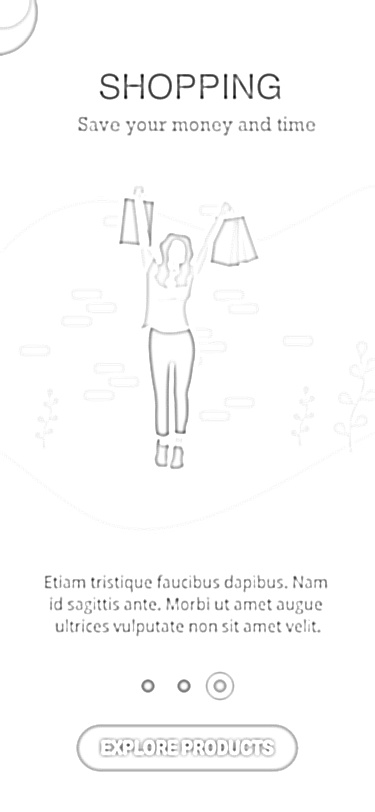 SHOPPING
Save your money and time
Etiam tristique faucibus dapibus. Nam
id sagittis ante. Morbi ut amet augue
ultrices vulputate non sit amet velit.
EXPLORE PRODUCTS